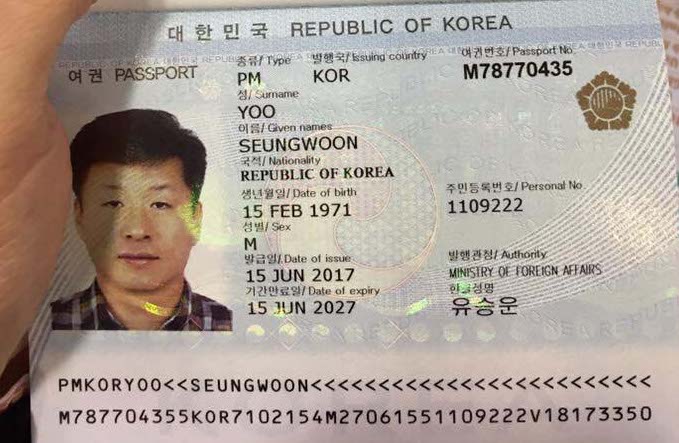 대한민국 REPUBLIC OF KOREA
여권 PASSPORT
종류/ Type 발행국/ Issuing country 여권번호/ Passport No.
PM KOR M78770435
성/ Surname
YOO
이름/ Given names
SEUNGWOON
국적/ Nationality
REPUBLIC OF KOREA
생년월일/ Date of birth 주민등록번호/ Personal No.
15 FEB 1971 1109222
성별/ Sex
M
발급일/ Date of issue 발행관청/ Authority
15 JUN 2017 MINISTRY OF FOREIGN AFFAIRS
기간만료일/ Date of expiry 한글성명
15 JUN 2027 유승운
PMKORYOO<<SEUNGWOON<<<<<<<<<<<<<<<<<<<<<<<<<
M787704355KOR7102154M27061551109222V18173350